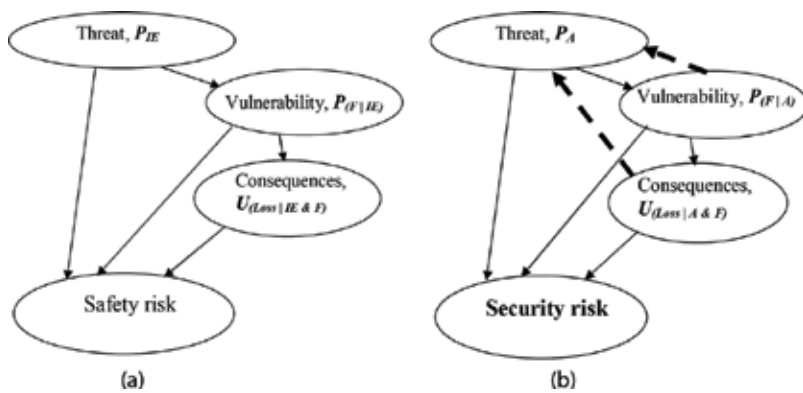 Threat, P_IE
Vulnerability, P_(F | IE)
Consequences,
U_(Loss | IE & F)
Safety risk
(a)
Threat, P_A
Vulnerability, P_(F | A)
Consequences,
U_(Loss | A & F)
Security risk
(b)